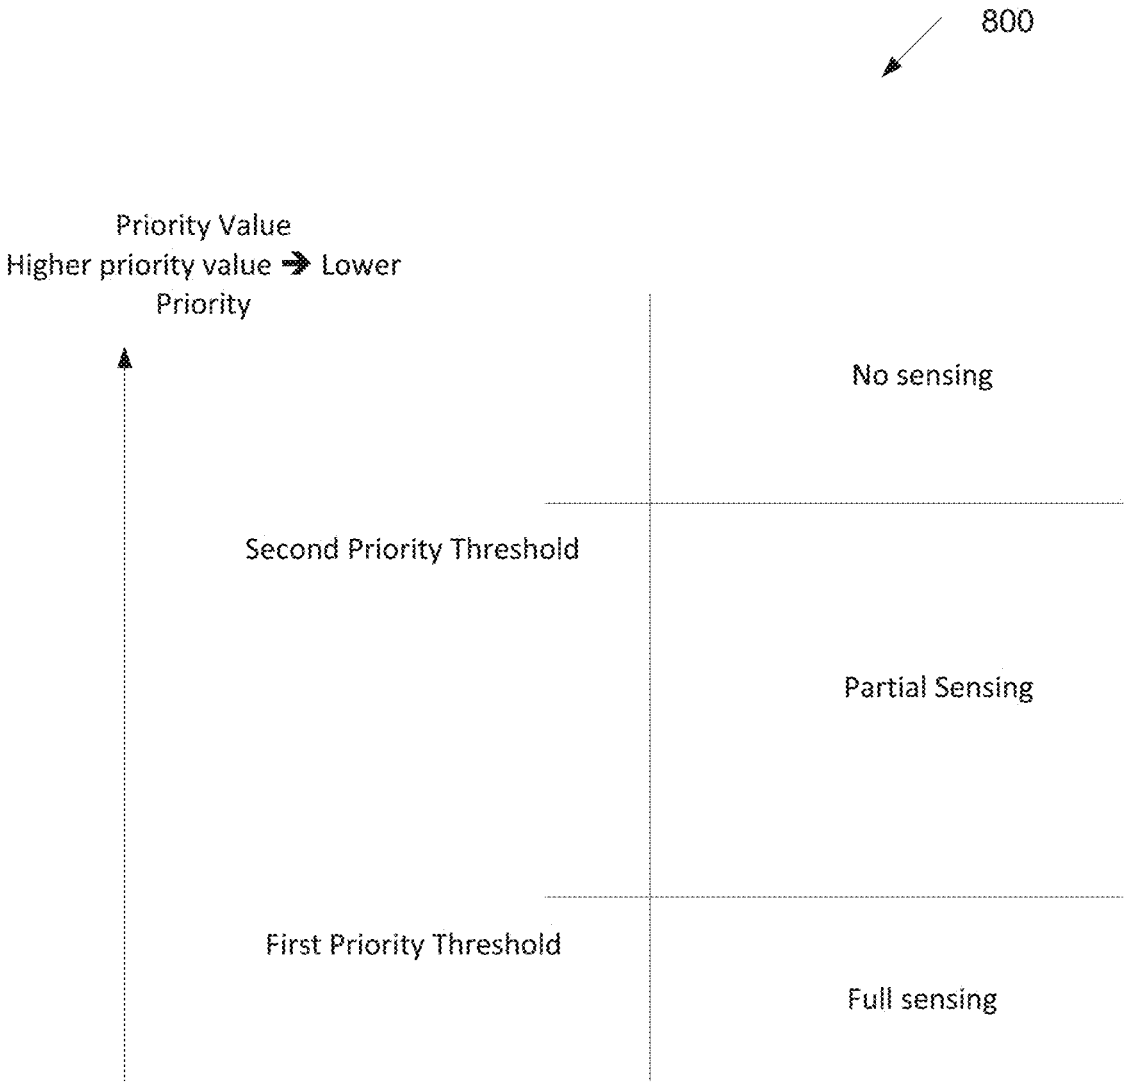 800
Priority Value
Higher priority value ➔ Lower
Priority
No sensing
Second Priority Threshold
Partial Sensing
First Priority Threshold
Full sensing